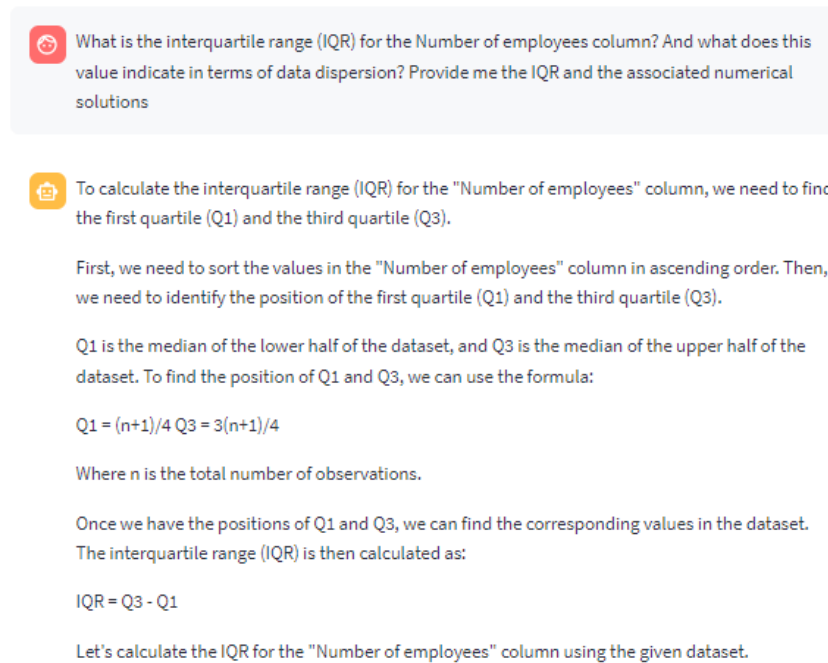 What is the interquartile range (IQR) for the Number of employees column? And what does this
value indicate in terms of data dispersion? Provide me the IQR and the associated numerical
solutions
To calculate the interquartile range (IQR) for the "Number of employees" column, we need to find
the first quartile (Q1) and the third quartile (Q3).
First, we need to sort the values in the "Number of employees" column in ascending order. Then,
we need to identify the position of the first quartile (Q1) and the third quartile (Q3).
Q1 is the median of the lower half of the dataset, and Q3 is the median of the upper half of the
dataset. To find the position of Q1 and Q3, we can use the formula:
Q1 = (n+1)/4 Q3 = 3(n+1)/4
Where n is the total number of observations.
Once we have the positions of Q1 and Q3, we can find the corresponding values in the dataset.
The interquartile range (IQR) is then calculated as:
IQR = Q3 - Q1
Let's calculate the IQR for the "Number of employees" column using the given dataset.